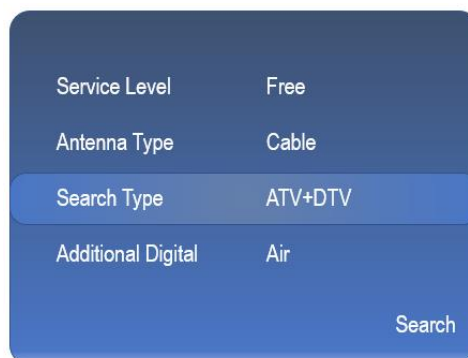 Service Level Free
Antenna Type Cable
Search Type ATV+DTV
Additional Digital Air
Search